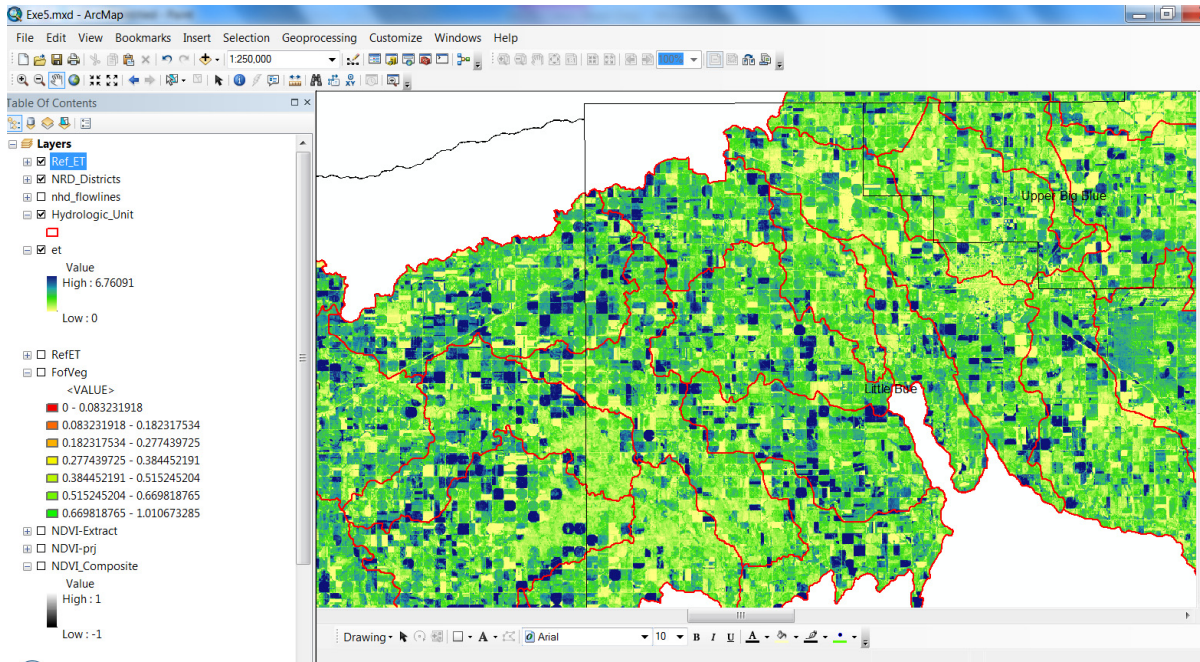 Exe5.mxd - ArcMap
File Edit View Bookmarks Insert Selection Geoprocessing Customize Windows Help
1:250,000
100%
Table Of Contents
Layers
Ref_ET
NRD_Districts
nhd_flowlines
Hydrologic_Unit
et
Value
High : 6.76091
Low : 0
RefET
FofVeg
<VALUE>
0 - 0.083231918
0.083231918 - 0.182317534
0.182317534 - 0.277439725
0.277439725 - 0.384452191
0.384452191 - 0.515245204
0.515245204 - 0.669818765
0.669818765 - 1.010673285
NDVI-Extract
NDVI-prj
NDVI_Composite
Value
High : 1
Low : -1
Upper Big Blue
Little Blue
Drawing A Arial 10 B I U A